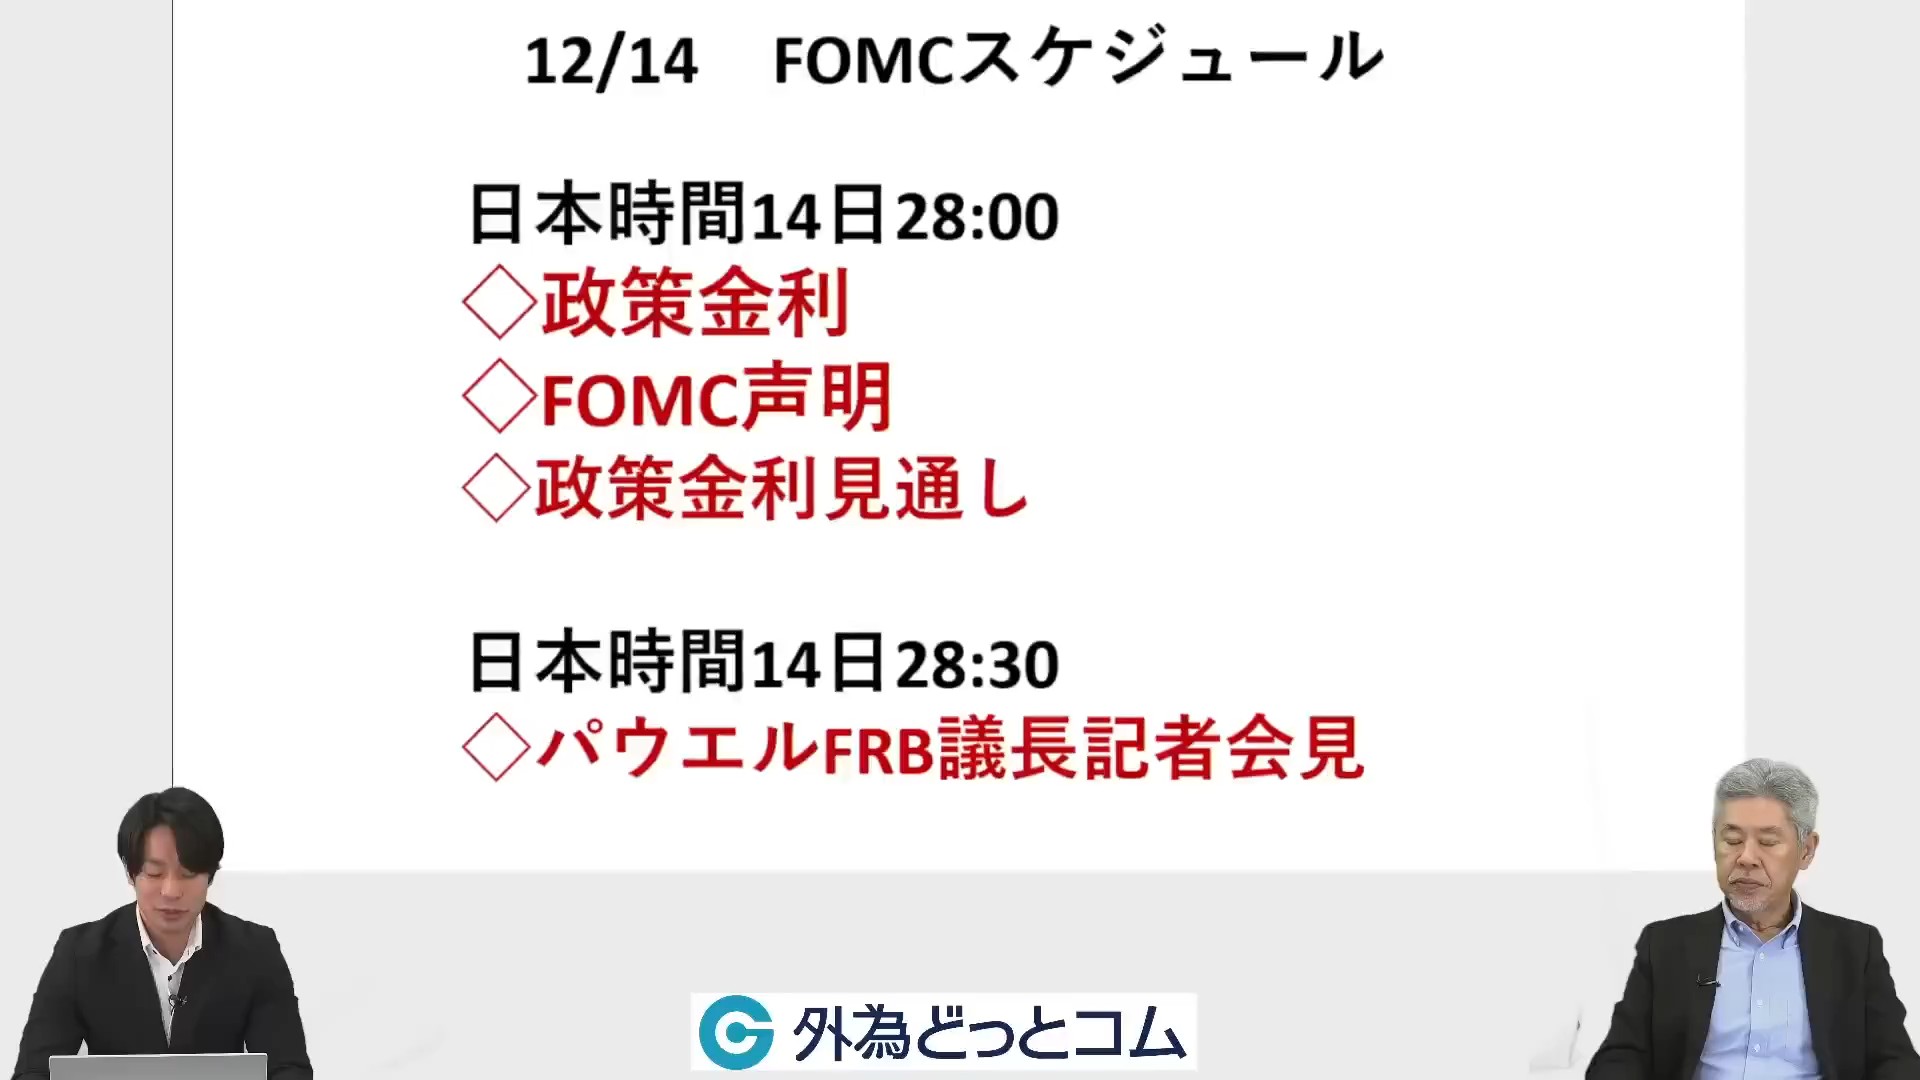 12/14　FOMCスケジュール
日本時間14日28:00
◇政策金利
◇FOMC声明
◇政策金利見通し
日本時間14日28:30
◇パウエルFRB議長記者会見
外為どっとコム